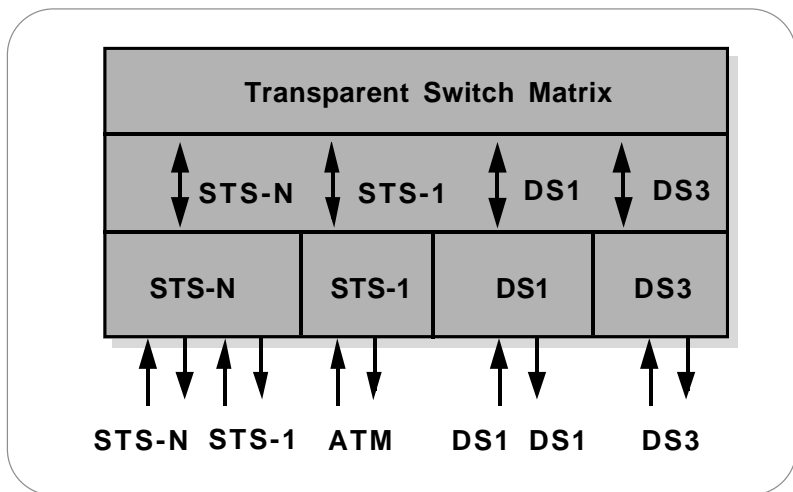 Transparent Switch Matrix
STS-N STS-1 DS1 DS3
STS-N STS-1 DS1 DS3
STS-N STS-1 ATM DS1 DS1 DS3